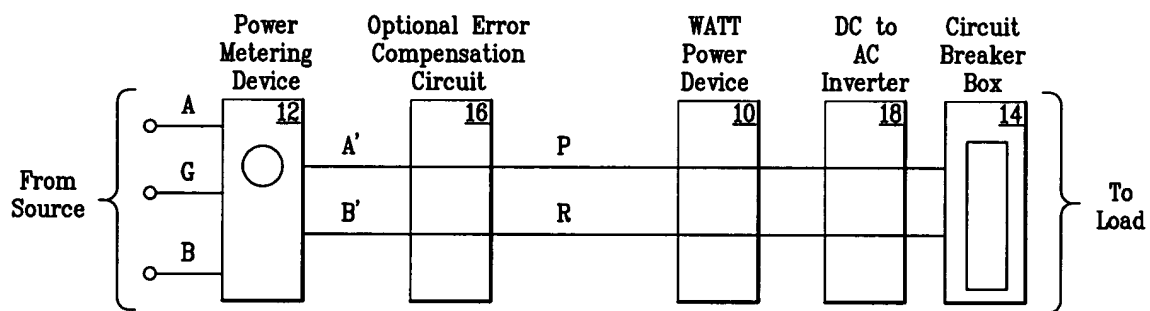 Power
Metering
Device
Optional Error
Compensation
Circuit
WATT
Power
Device
DC to
AC
Inverter
Circuit
Breaker
Box
12
16
10
18
14
A
G
B
A'
B'
P
R
From
Source
To
Load